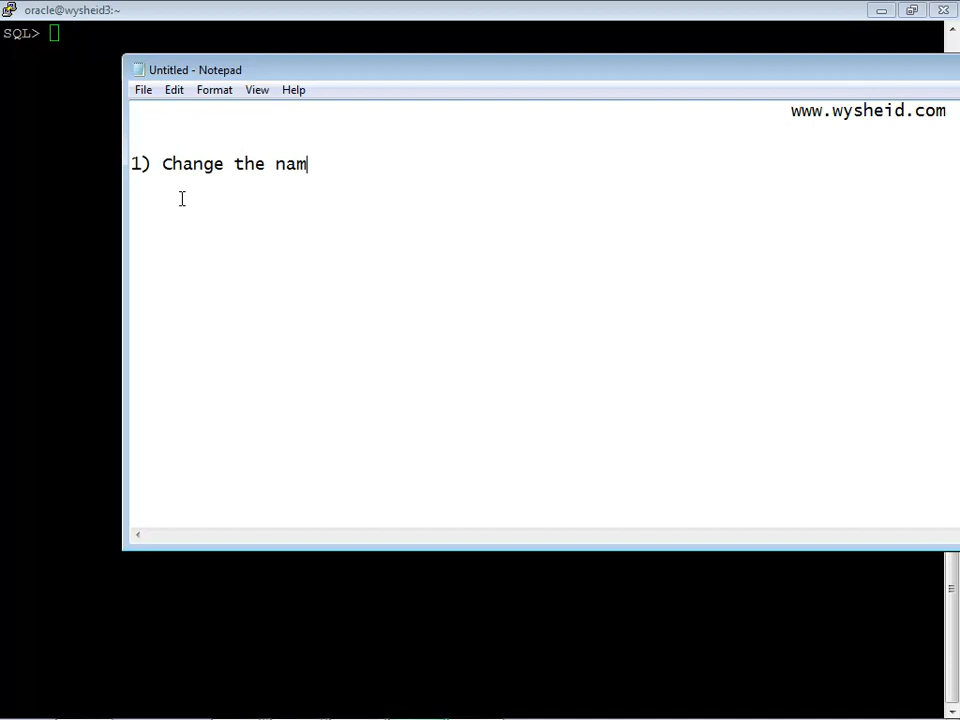 oracle@wysheid3:~
SQL>
Untitled - Notepad
File Edit Format View Help
www.wysheid.com
1) Change the nam